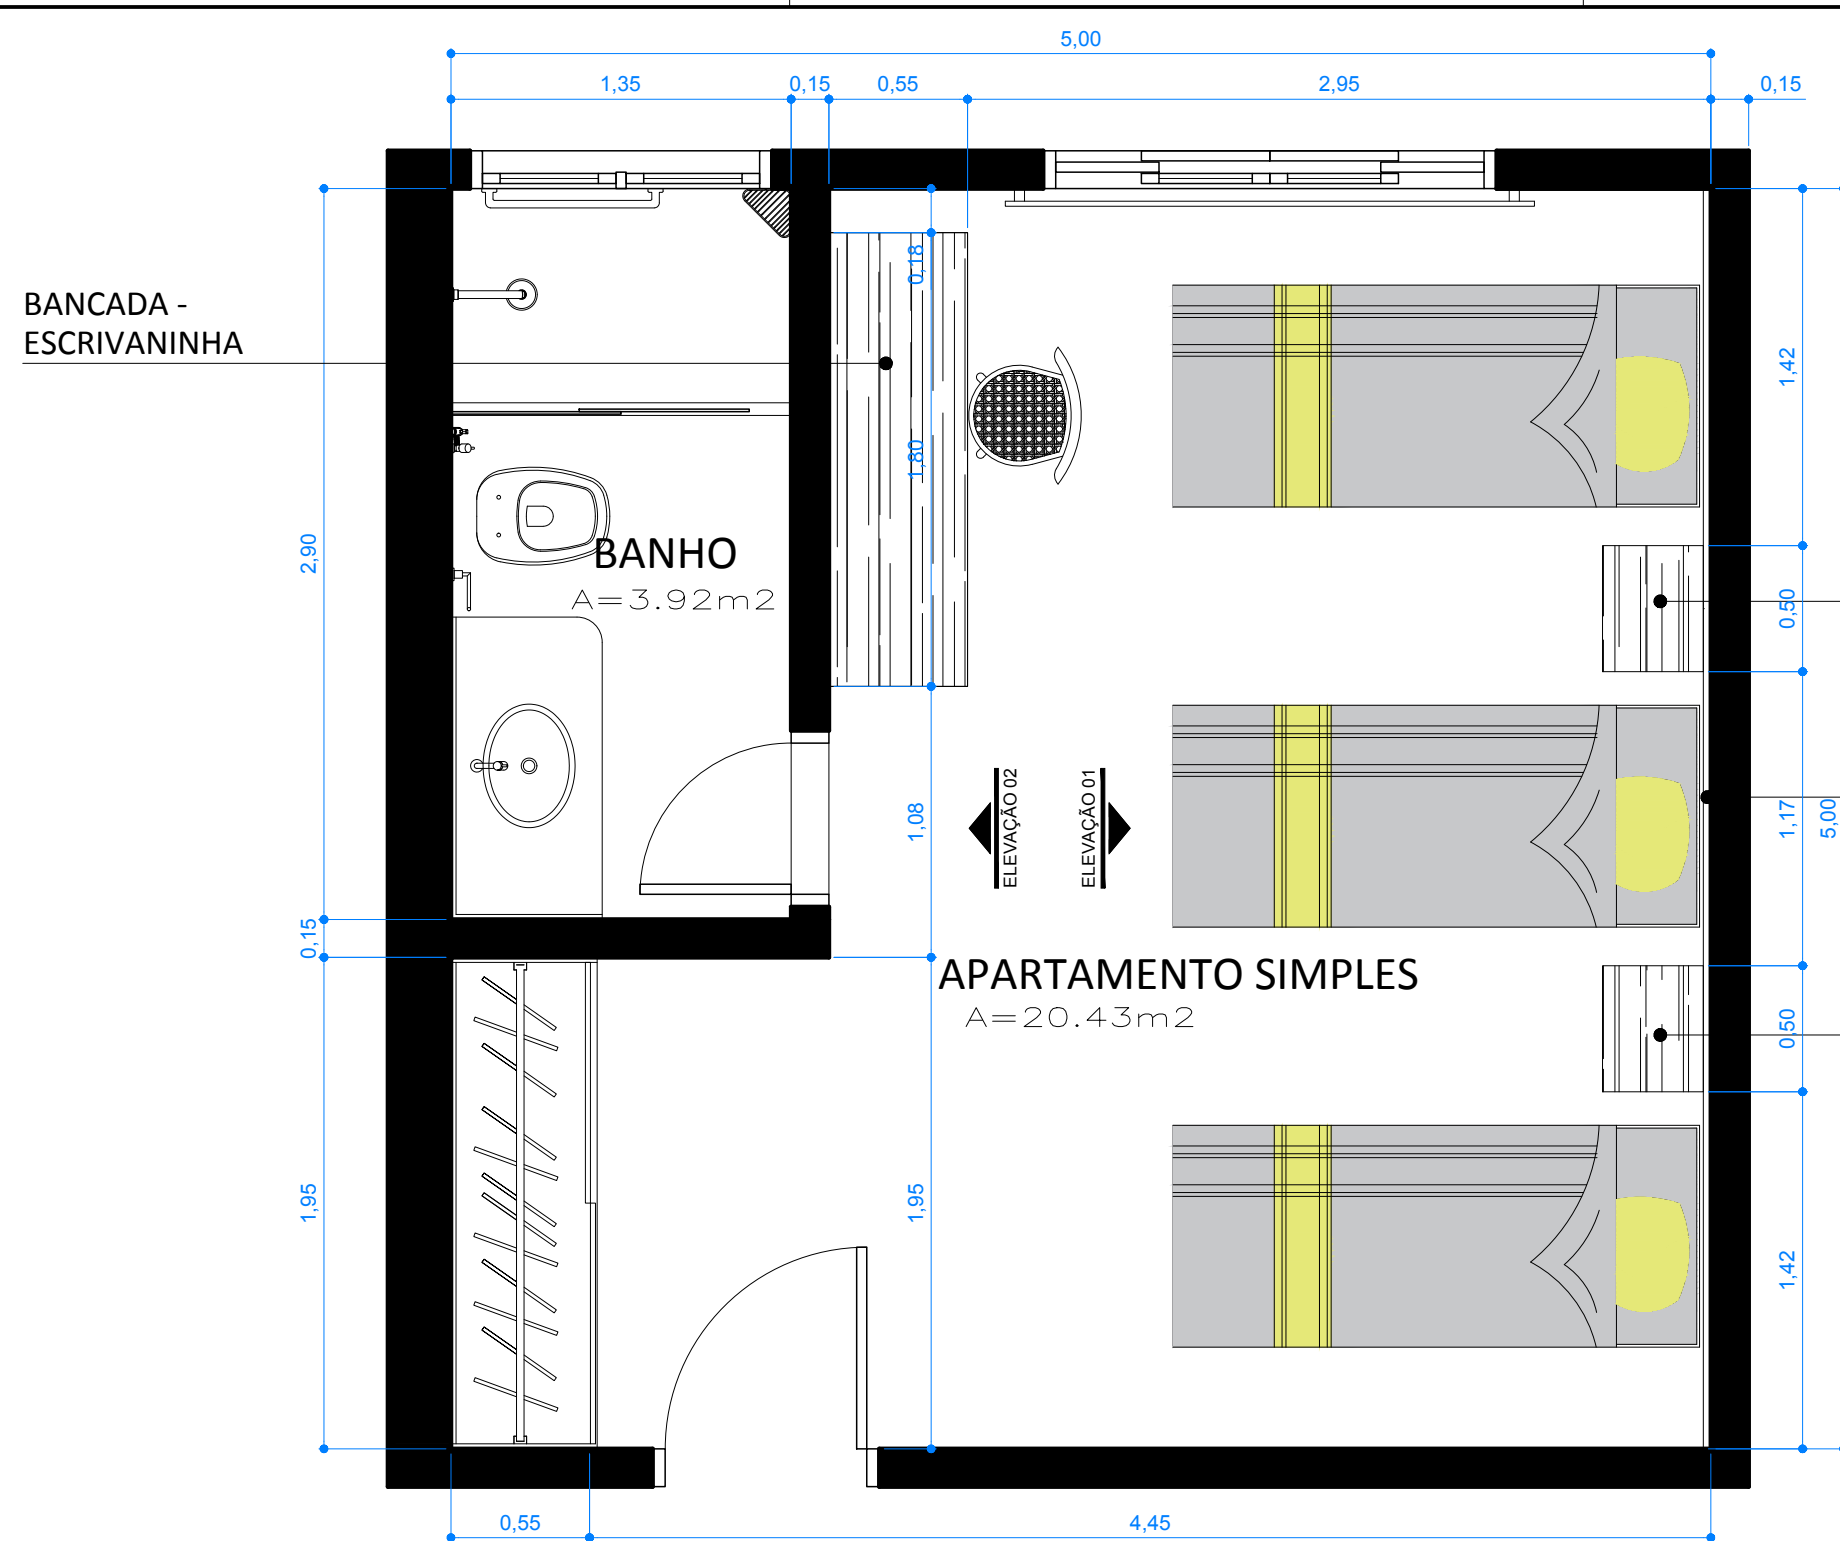 5,00
1,35
0,15
0,55
2,95
0,15
BANCADA -
ESCRIVANINHA
0,18
1,42
1,80
2,90
BANHO
A=3.92m2
0,50
ELEVAÇÃO 02
ELEVAÇÃO 01
1,08
1,17
5,00
0,15
APARTAMENTO SIMPLES
A=20.43m2
0,50
1,95
1,95
1,42
0,55
4,45